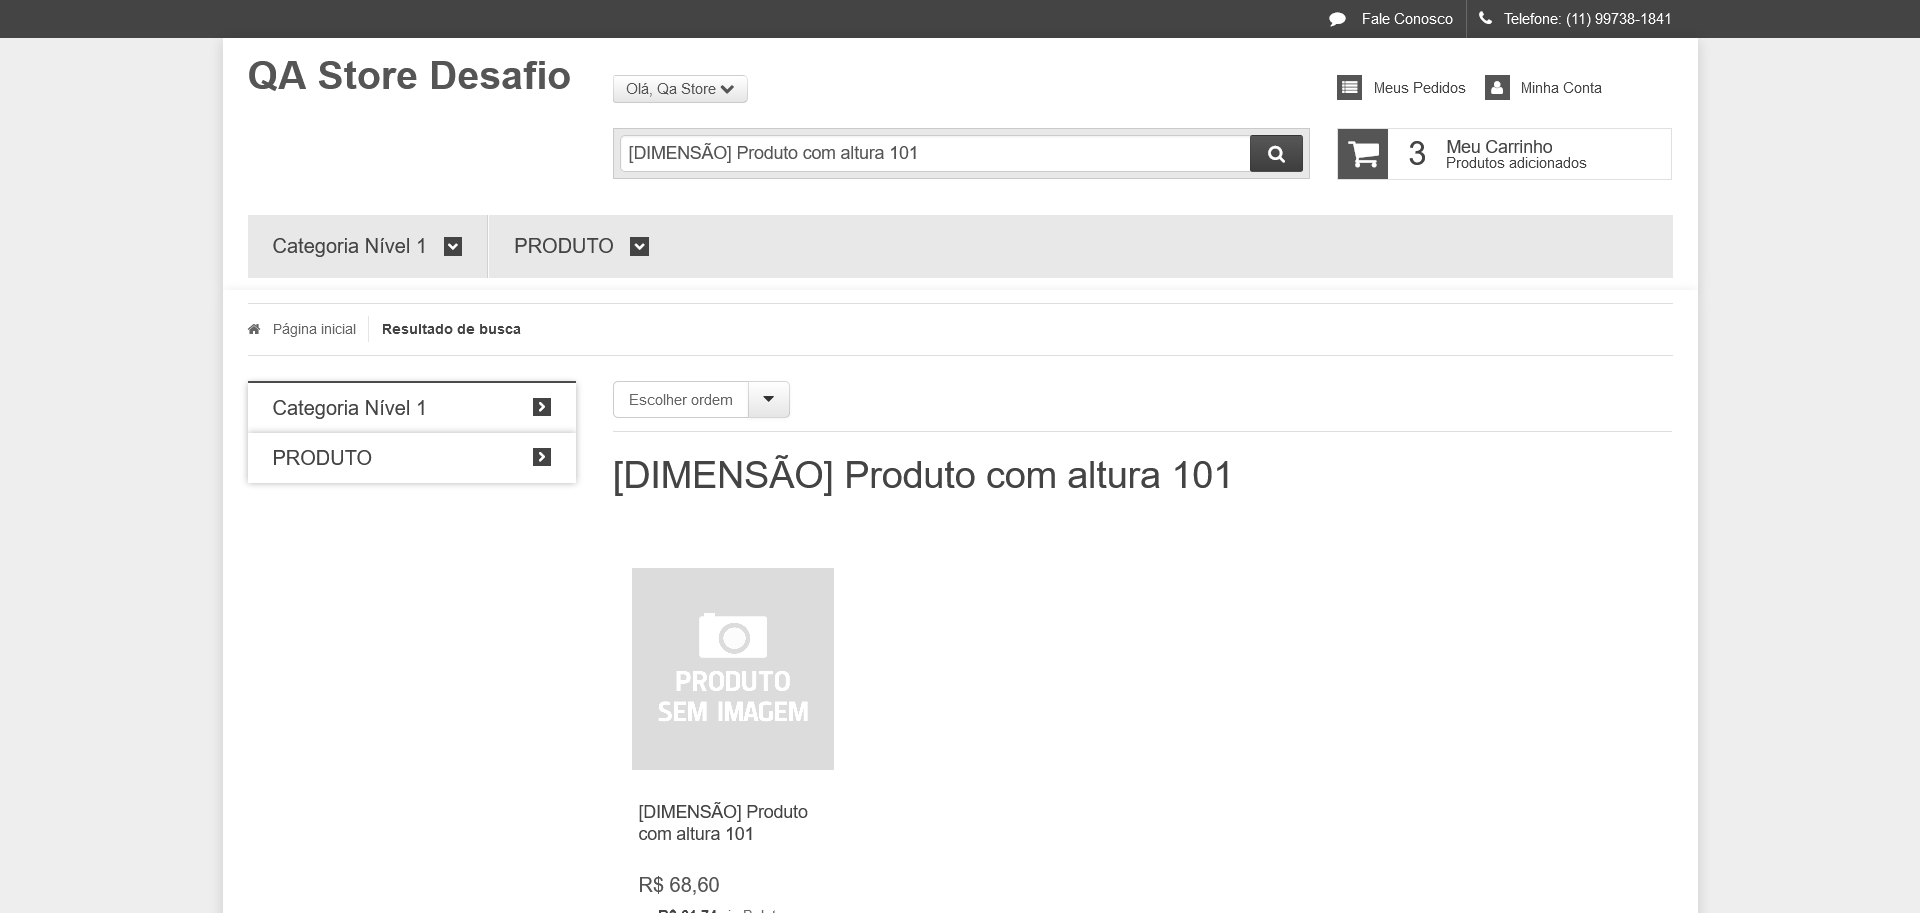 Fale Conosco
Telefone: (11) 99738-1841
QA Store Desafio
Olá, Qa Store
Meus Pedidos
Minha Conta
[DIMENSÃO] Produto com altura 101
3
Meu Carrinho
Produtos adicionados
Categoria Nível 1
PRODUTO
Página inicial
Resultado de busca
Categoria Nível 1
PRODUTO
Escolher ordem
[DIMENSÃO] Produto com altura 101
PRODUTO
SEM IMAGEM
[DIMENSÃO] Produto
com altura 101
R$ 68,60